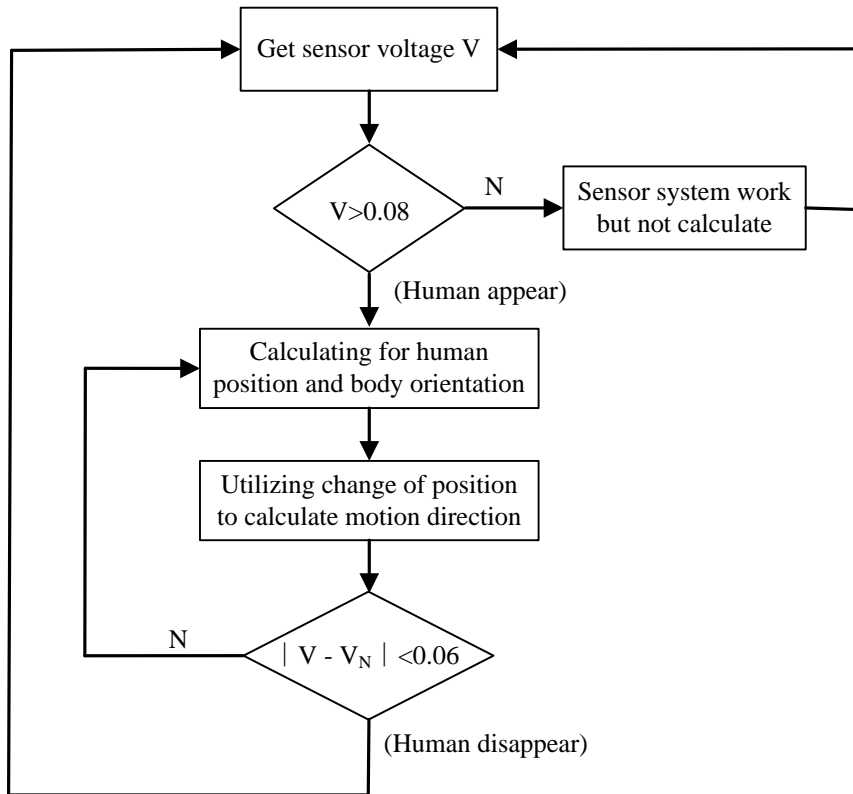 Get sensor voltage V
V>0.08
N
Sensor system work
but not calculate
(Human appear)
Calculating for human
position and body orientation
Utilizing change of position
to calculate motion direction
N
| V - V_N | <0.06
(Human disappear)